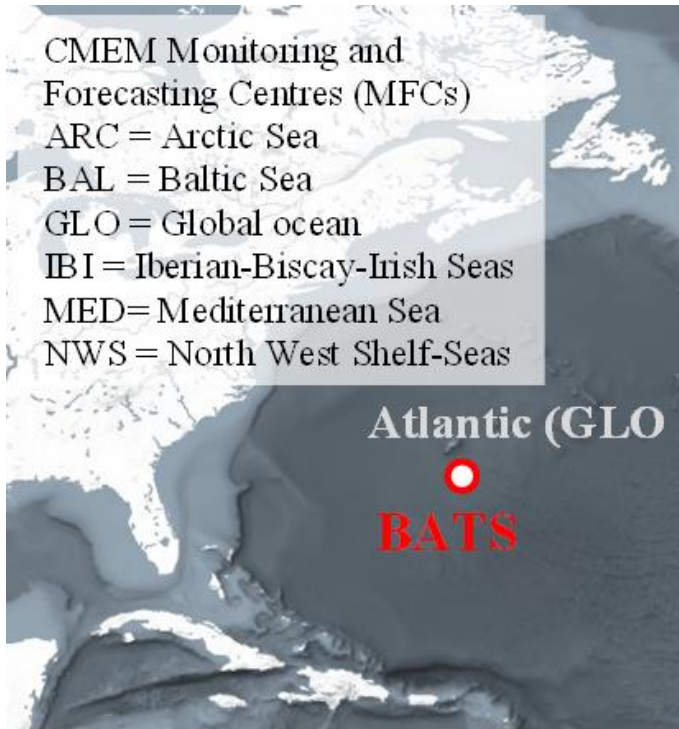 CMEM Monitoring and
Forecasting Centres (MFCs)
ARC = Arctic Sea
BAL = Baltic Sea
GLO = Global ocean
IBI = Iberian-Biscay-Irish Seas
MED= Mediterranean Sea
NWS = North West Shelf-Seas
Atlantic (GLO
BATS